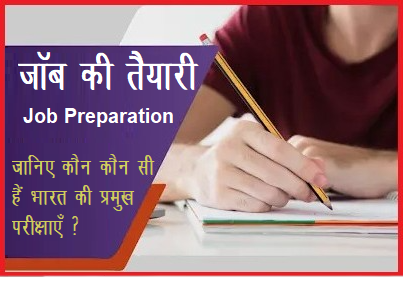 जॉब की तैयारी
Job Preparation
जानिए कौन कौन सी
हैं भारत की प्रमुख
परीक्षाएँ ?